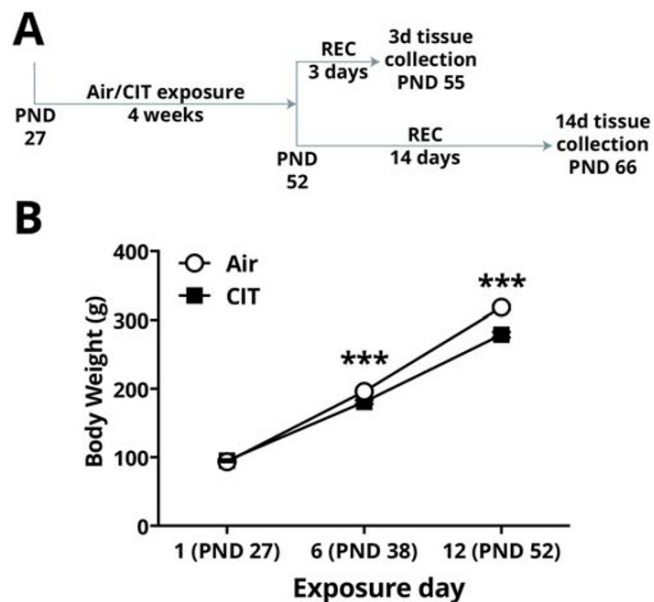 A
PND
27
Air/CIT exposure
4 weeks
PND
52
REC
3 days
3d tissue
collection
PND 55
REC
14 days
14d tissue
collection
PND 66
B
Body Weight (g)
400
300
200
100
0
Air
CIT
***
***
1 (PND 27) 6 (PND 38) 12 (PND 52)
Exposure day